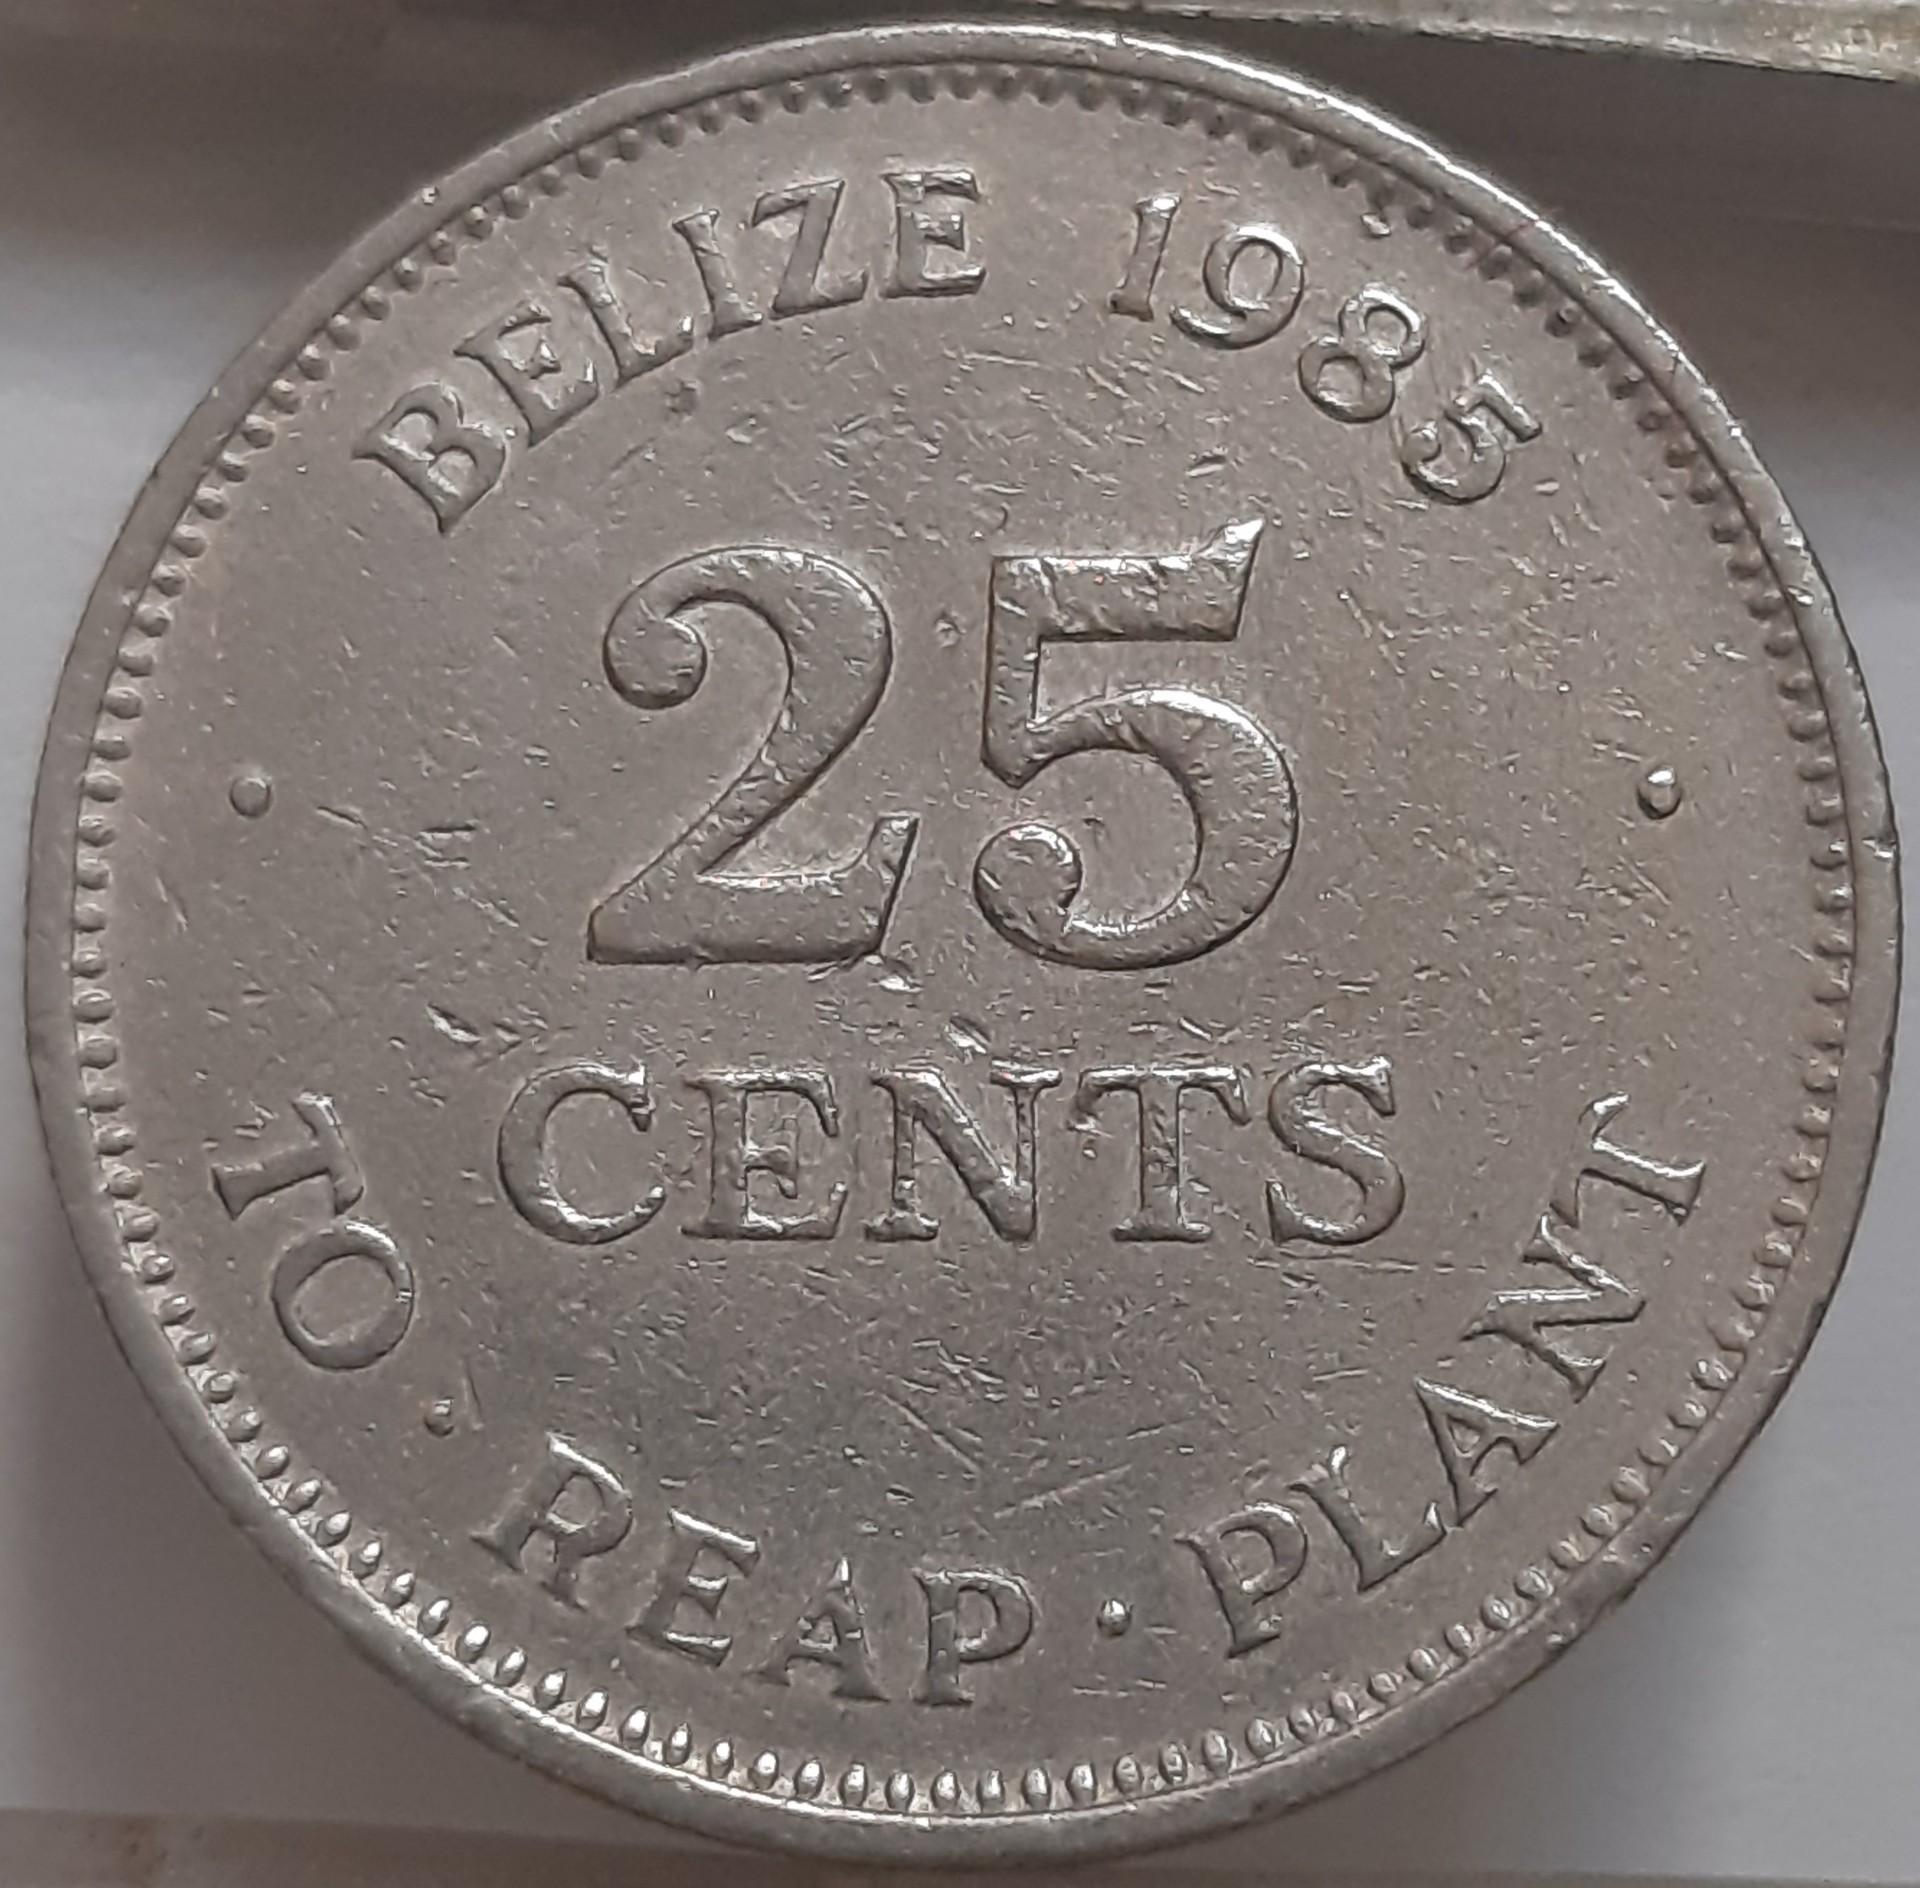 BELIZE 1985
25
CENTS
TO · REAP · PLANT